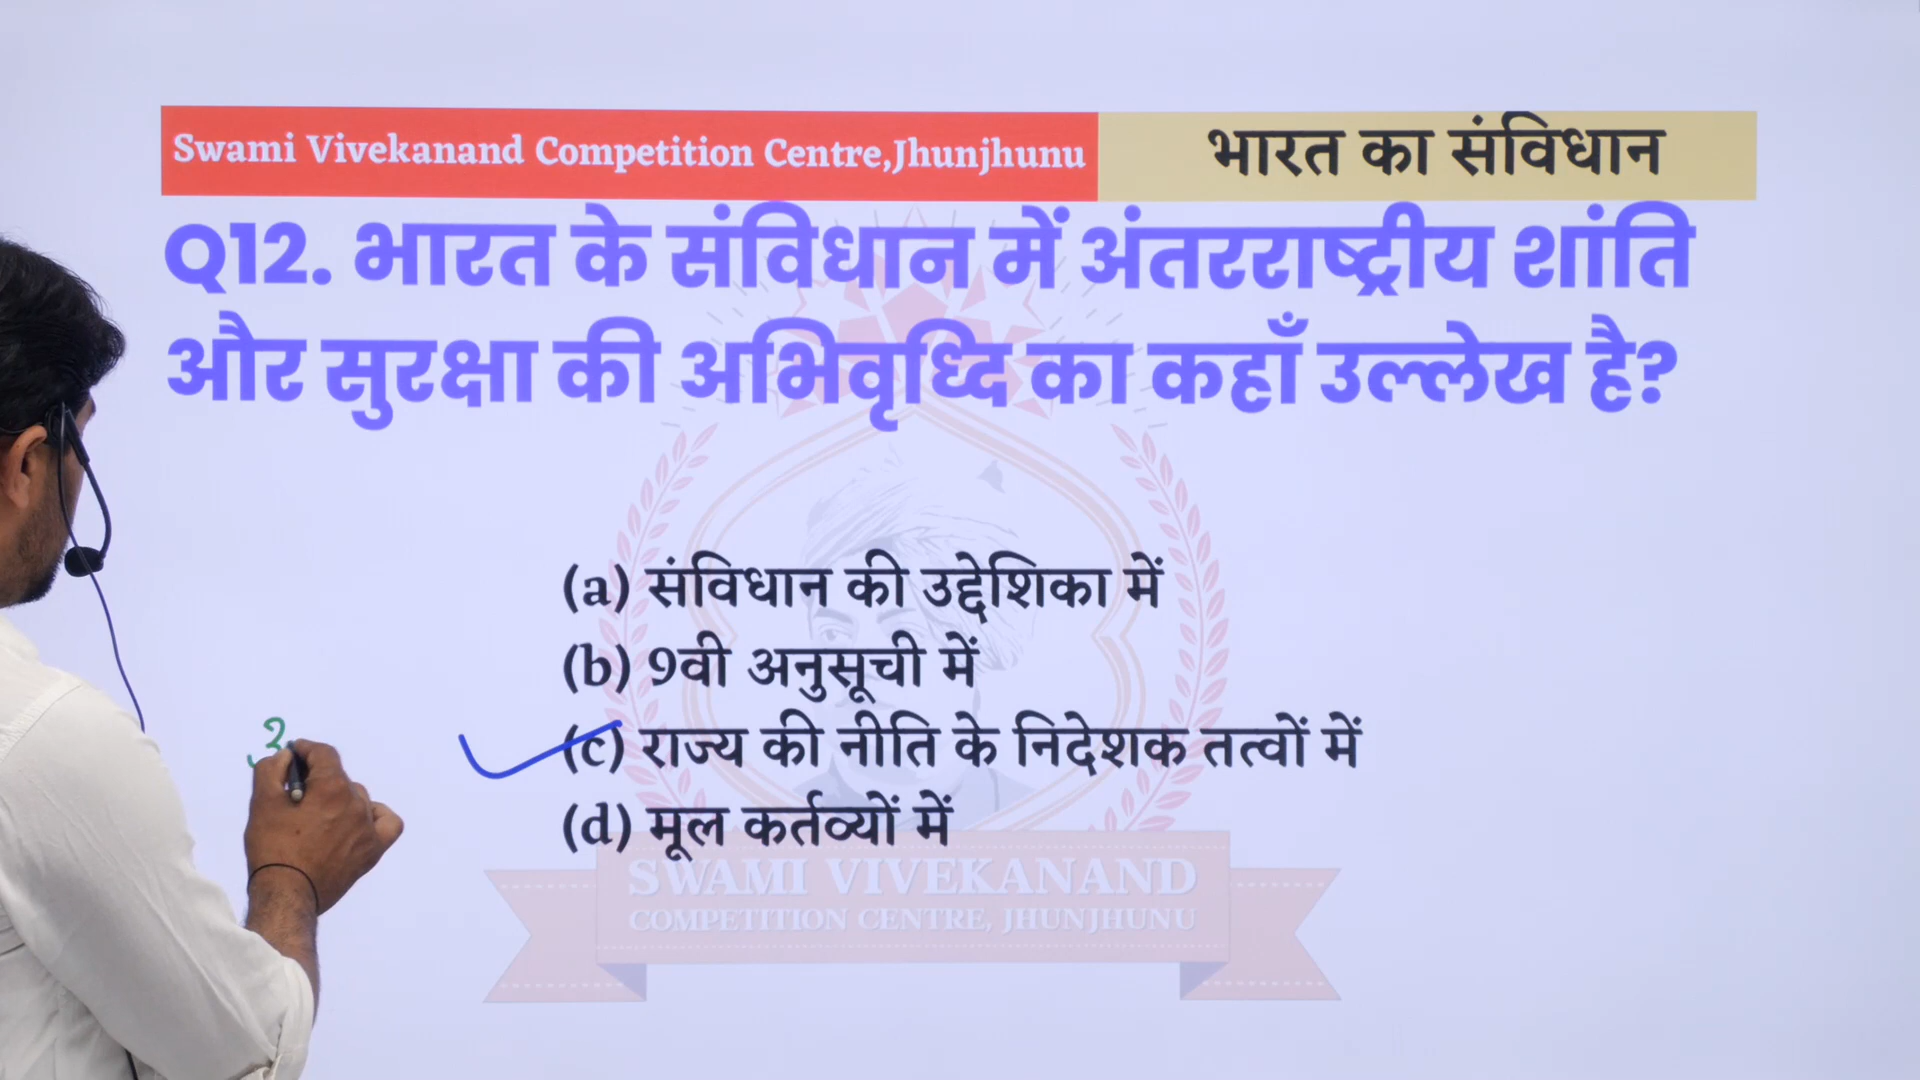 Swami Vivekanand Competition Centre,Jhunjhunu
भारत का संविधान
Q12. भारत के संविधान में अंतरराष्ट्रीय शांति
और सुरक्षा की अभिवृध्दि का कहाँ उल्लेख है?
(a) संविधान की उद्देशिका में
(b) 9वी अनुसूची में
(c) राज्य की नीति के निदेशक तत्वों में
(d) मूल कर्तव्यों में
SWAMI VIVEKANAND
COMPETITION CENTRE, JHUNJHUNU